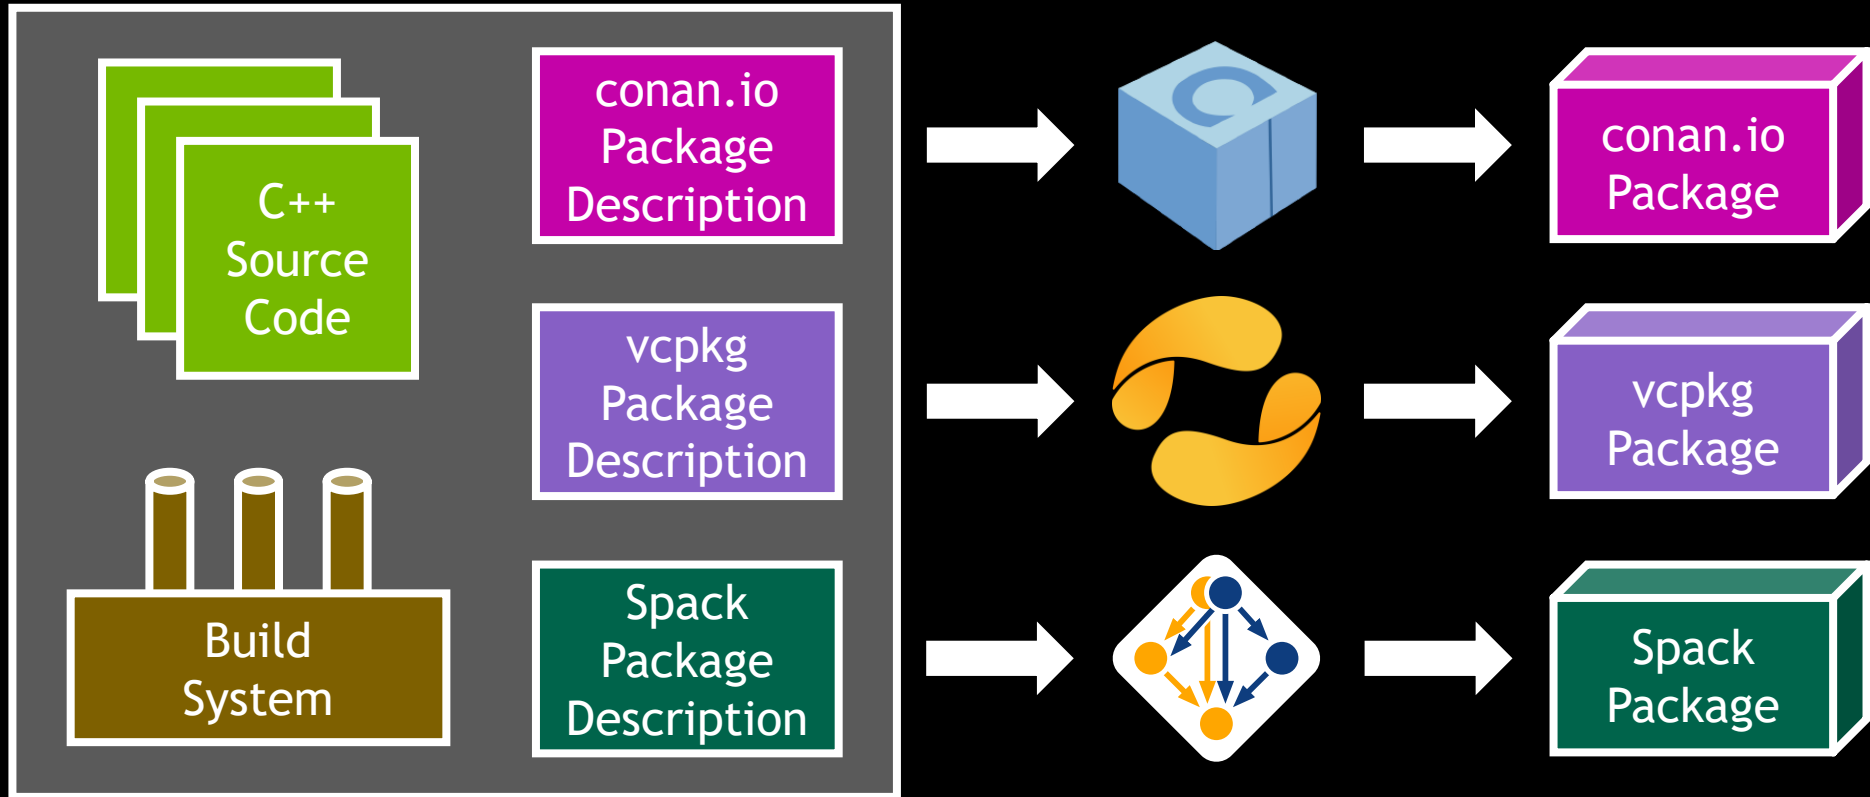 C++
Source
Code
Build
System
conan.io
Package
Description
vcpkg
Package
Description
Spack
Package
Description
conan.io
Package
vcpkg
Package
Spack
Package